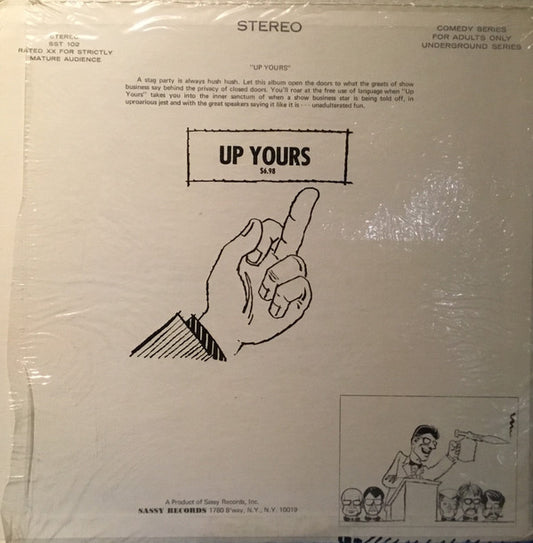 STEREO
STEREO
SST 102
RATED XX FOR STRICTLY
MATURE AUDIENCE
COMEDY SERIES
FOR ADULTS ONLY
UNDERGROUND SERIES
"UP YOURS"
A stag party is always hush hush. Let this album open the doors to what the greats of show
business say behind the privacy of closed doors. You'll roar at the free use of language when "Up
Yours" takes you into the inner sanctum of when a show business star is being told off, in
uproarious jest and with the great speakers saying it like it is - - - unadulterated fun.
UP YOURS
$6.98
A Product of Sassy Records, Inc.
SASSY RECORDS 1780 B'way, N.Y., N.Y. 10019